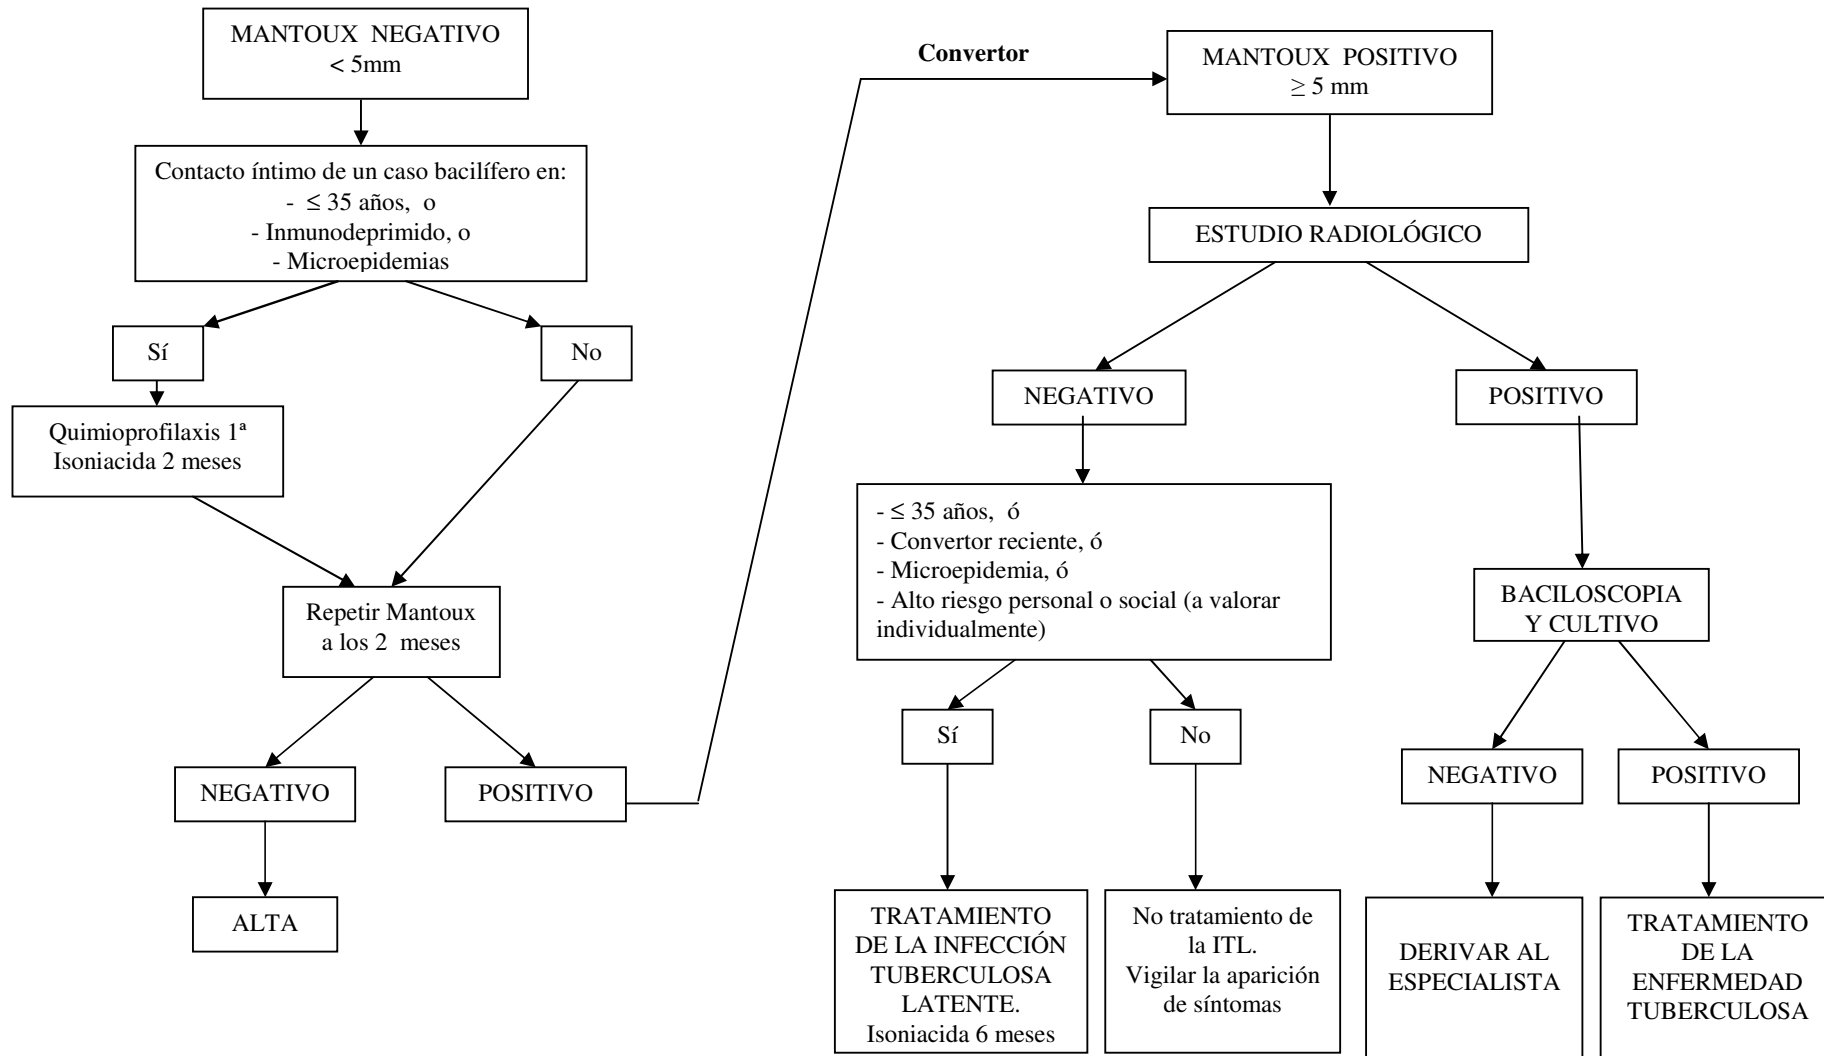 MANTOUX NEGATIVO
< 5mm
Contacto íntimo de un caso bacilífero en:
- ≤ 35 años, o
- Inmunodeprimido, o
- Microepidemias
Sí
No
Quimioprofilaxis 1ª
Isoniacida 2 meses
Repetir Mantoux
a los 2 meses
NEGATIVO
POSITIVO
ALTA
Convertor
MANTOUX POSITIVO
≥ 5 mm
ESTUDIO RADIOLÓGICO
NEGATIVO
POSITIVO
- ≤ 35 años, ó
- Convertor reciente, ó
- Microepidemia, ó
- Alto riesgo personal o social (a valorar
individualmente)
BACILOSCOPIA
Y CULTIVO
Sí
No
NEGATIVO
POSITIVO
TRATAMIENTO
DE LA INFECCIÓN
TUBERCULOSA
LATENTE.
Isoniacida 6 meses
No tratamiento de
la ITL.
Vigilar la aparición
de síntomas
DERIVAR AL
ESPECIALISTA
TRATAMIENTO
DE LA
ENFERMEDAD
TUBERCULOSA